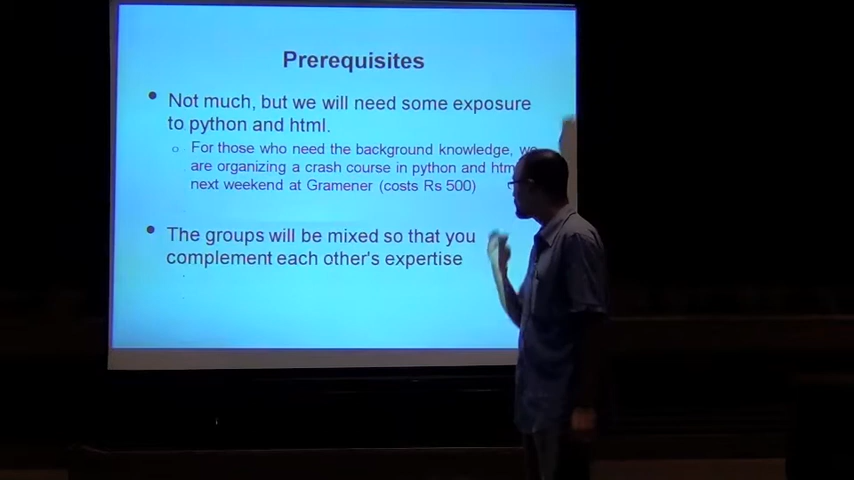 Prerequisites
Not much, but we will need some exposure
to python and html.
For those who need the background knowledge,
are organizing a crash course in python and
next weekend at Gramener (costs Rs 500)
The groups will be mixed so that you
complement each other's expertise